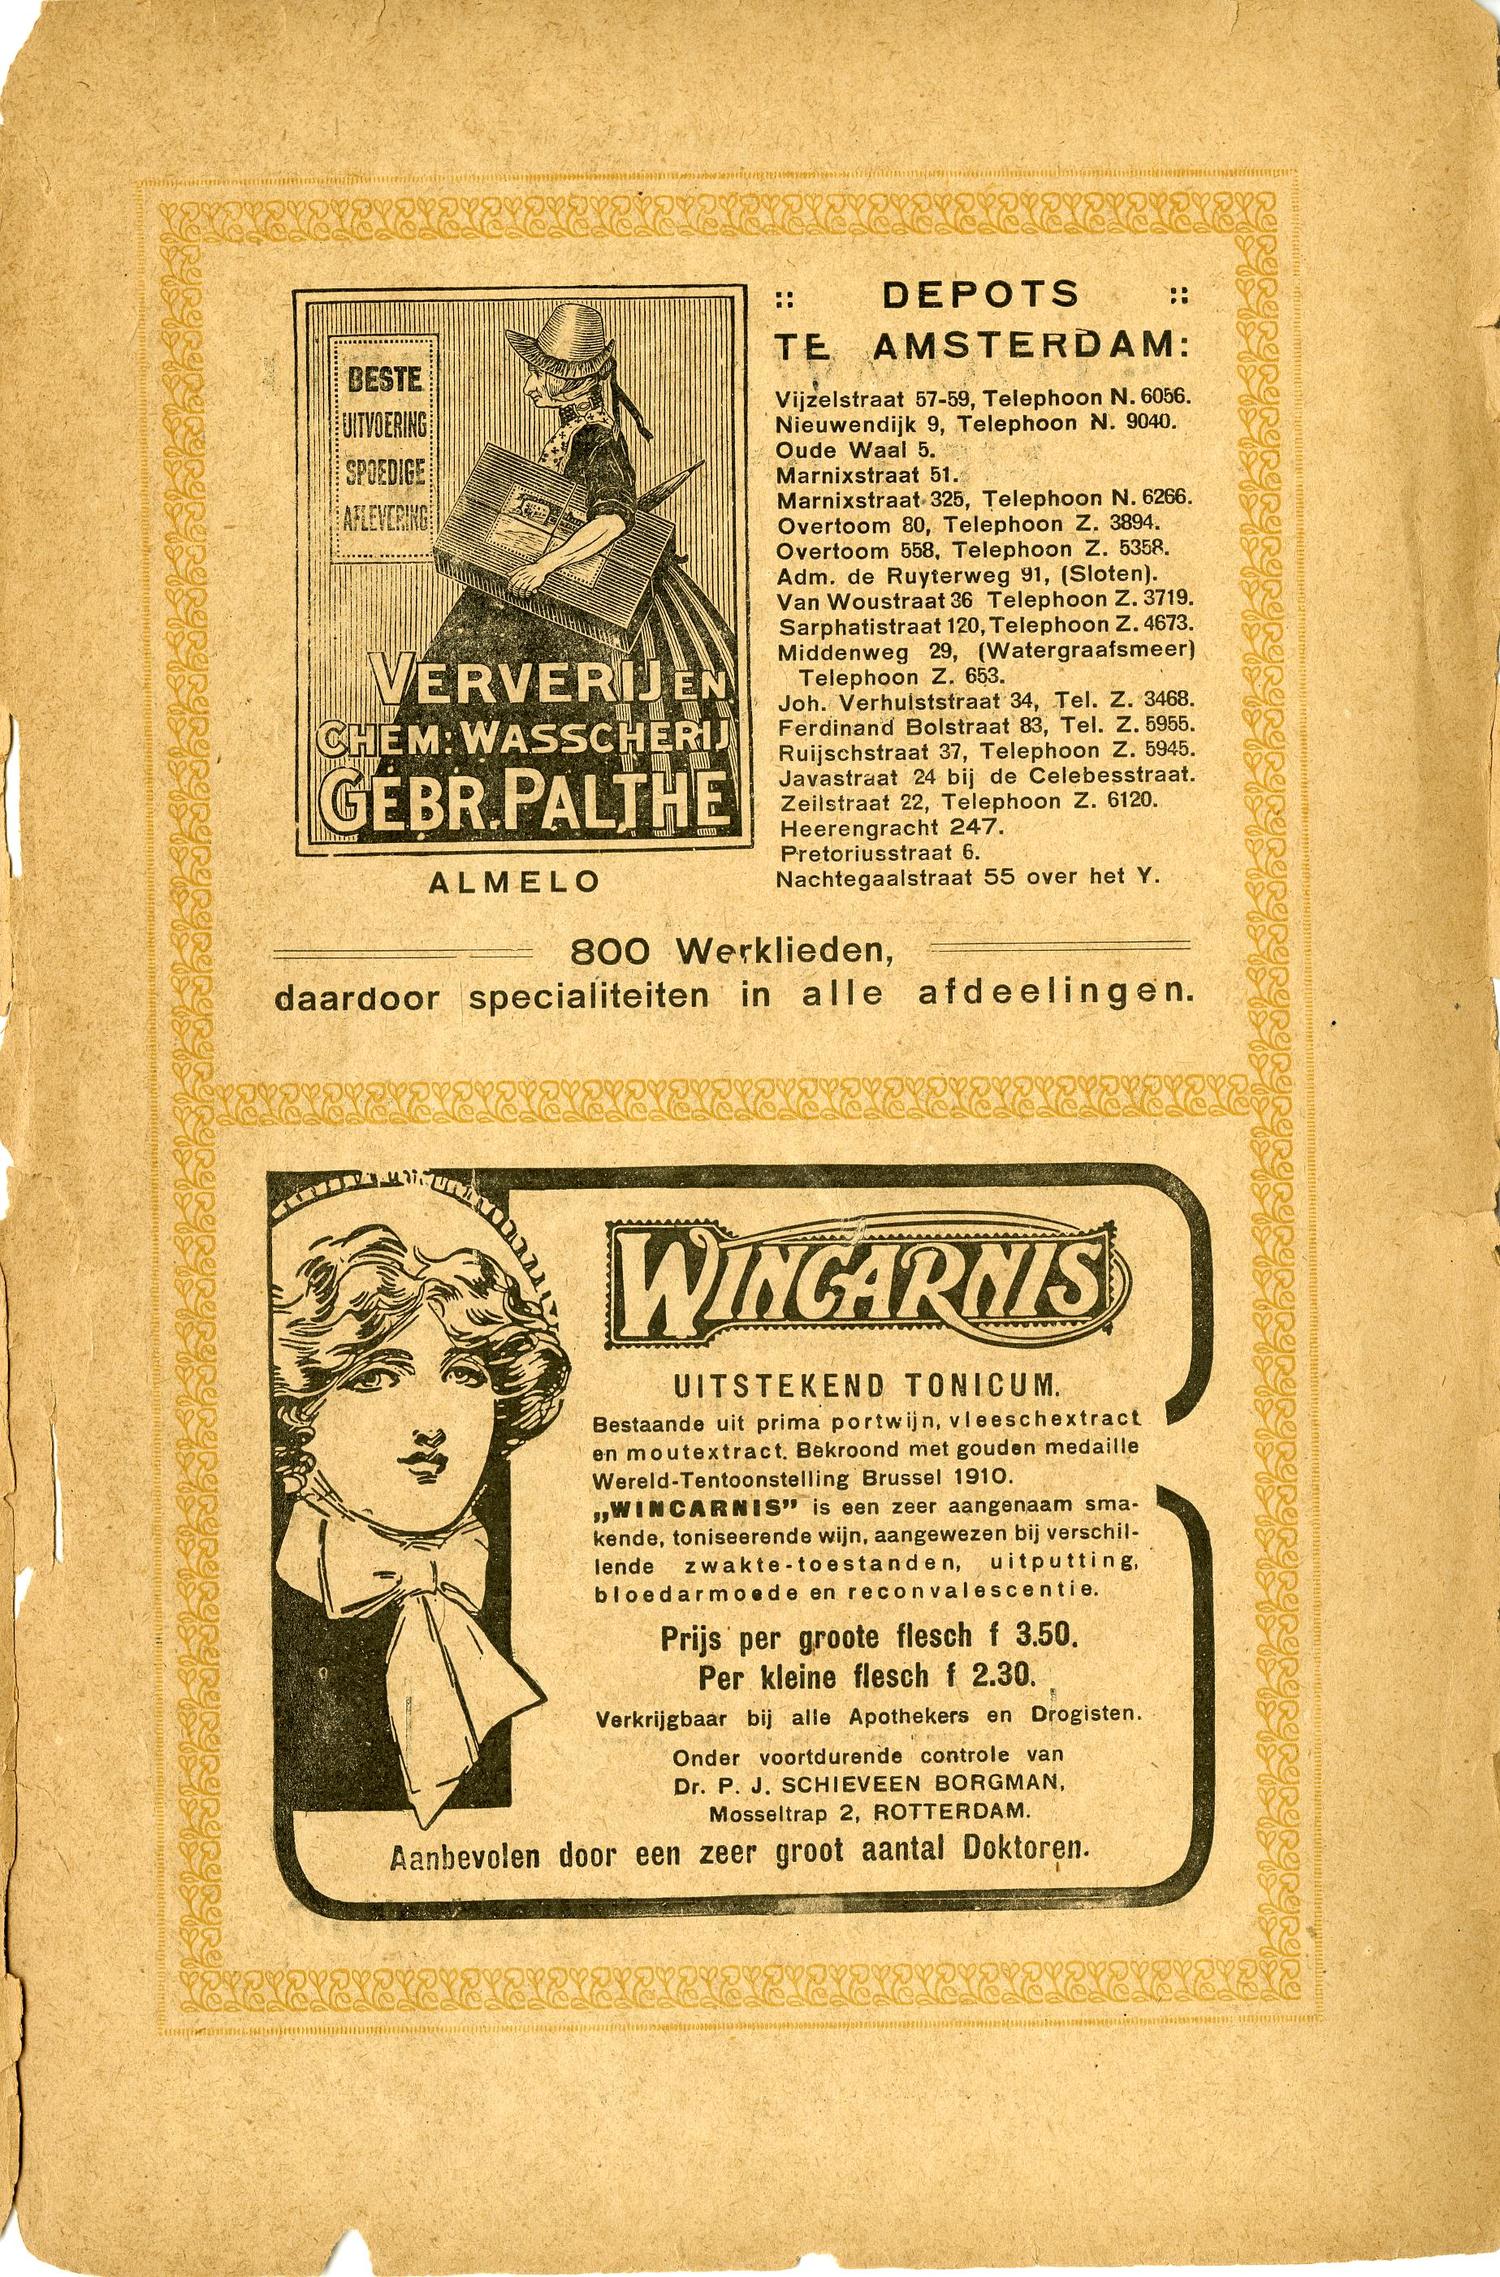 BESTE
UITVOERING
SPOEDIGE
AFLEVERING
VERVERIJ EN
CHEM: WASSCHERIJ
GEBR. PALTHE
ALMELO
:: DEPOTS ::
TE AMSTERDAM:
Vijzelstraat 57-59, Telephoon N. 6056.
Nieuwendijk 9, Telephoon N. 9040.
Oude Waal 5.
Marnixstraat 51.
Marnixstraat 325, Telephoon N. 6266.
Overtoom 80, Telephoon Z. 3894.
Overtoom 558, Telephoon Z. 5358.
Adm. de Ruyterweg 91, (Sloten).
Van Woustraat 36 Telephoon Z. 3719.
Sarphatistraat 120, Telephoon Z. 4673.
Middenweg 29, (Watergraafsmeer)
Telephoon Z. 653.
Joh. Verhulststraat 34, Tel. Z. 3468.
Ferdinand Bolstraat 83, Tel. Z. 5955.
Ruijschstraat 37, Telephoon Z. 5945.
Javastraat 24 bij de Celebesstraat.
Zeilstraat 22, Telephoon Z. 6120.
Heerengracht 247.
Pretoriusstraat 6.
Nachtegaalstraat 55 over het Y.
800 Werklieden,
daardoor specialiteiten in alle afdeelingen.
WINCARNIS
UITSTEKEND TONICUM.
Bestaande uit prima portwijn, vleeschextract
en moutextract. Bekroond met gouden medaille
Wereld-Tentoonstelling Brussel 1910.
„WINCARNIS” is een zeer aangenaam sma-
kende, toniseerende wijn, aangewezen bij verschil-
lende zwakte-toestanden, uitputting,
bloedarmoede en reconvalescentie.
Prijs per groote flesch f 3.50.
Per kleine flesch f 2.30.
Verkrijgbaar bij alle Apothekers en Drogisten.
Onder voortdurende controle van
Dr. P. J. SCHIEVEEN BORGMAN,
Mosseltrap 2, ROTTERDAM.
Aanbevolen door een zeer groot aantal Doktoren.